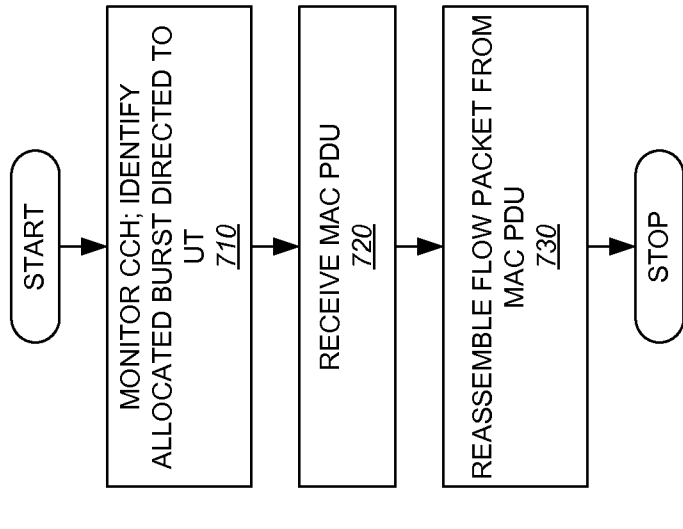 START
MONITOR CCH; IDENTIFY
ALLOCATED BURST DIRECTED TO
UT
710
RECEIVE MAC PDU
720
REASSEMBLE FLOW PACKET FROM
MAC PDU
730
STOP